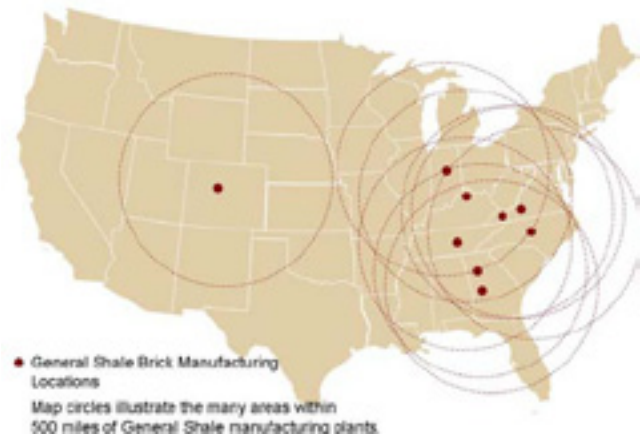 General Shale Brick Manufacturing
Locations
Map circles illustrate the many areas within
500 miles of General Shale manufacturing plants.